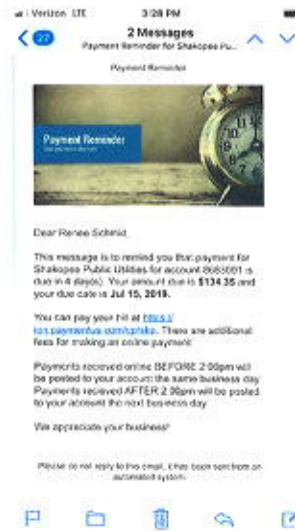 Verizon LTE 3:28 PM
27
2 Messages
Payment Reminder for Shakopee Pu...
Payment Reminder
Payment Reminder
Dear Renee Schmid,
This message is to remind you that payment for
Shakopee Public Utilities for account is
due in 4 day(s). Your amount due is $134.35 and
your due date is Jul 15, 2019.
You can pay your bill at https://
There are additional
fees for making an online payment
Payments recieved online BEFORE 2:00pm will
be posted to your account the same business day
Payments recieved AFTER 2:00pm will be posted
to your account the next business day
We appreciate your business!
Please do not reply to this email, it has been sent from an
automated system